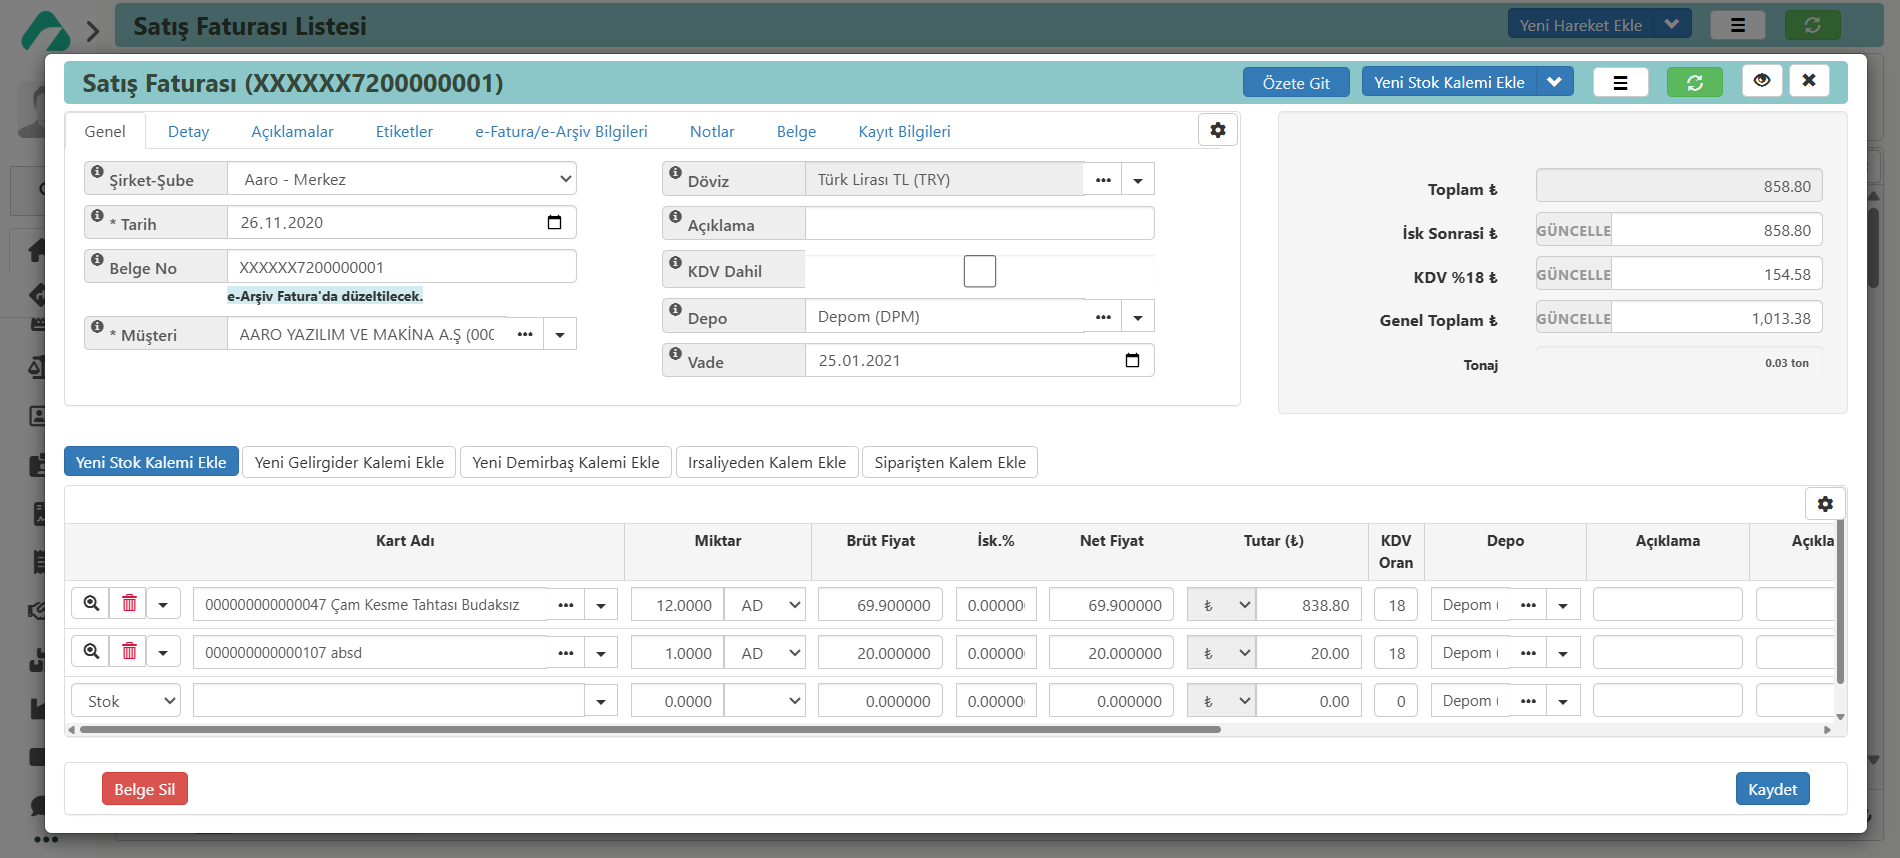 Satış Faturası Listesi
Yeni Hareket Ekle
Satış Faturası (XXXXXX7200000001)
Özete Git
Yeni Stok Kalemi Ekle
Genel
Detay
Açıklamalar
Etiketler
e-Fatura/e-Arşiv Bilgileri
Notlar
Belge
Kayıt Bilgileri
Şirket-Şube
Aaro - Merkez
* Tarih
26.11.2020
Belge No
XXXXXX7200000001
e-Arşiv Fatura'da düzeltilecek.
* Müşteri
AARO YAZILIM VE MAKİNA A.Ş (000
Döviz
Türk Lirası TL (TRY)
Açıklama
KDV Dahil
Depo
Depom (DPM)
Vade
25.01.2021
Toplam ₺
858.80
İsk Sonrasi ₺
GÜNCELLE
858.80
KDV %18 ₺
GÜNCELLE
154.58
Genel Toplam ₺
GÜNCELLE
1,013.38
Tonaj
0.03 ton
Yeni Stok Kalemi Ekle
Yeni Gelirgider Kalemi Ekle
Yeni Demirbaş Kalemi Ekle
Irsaliyeden Kalem Ekle
Siparişten Kalem Ekle
Kart Adı
Miktar
Brüt Fiyat
İsk.%
Net Fiyat
Tutar (₺)
KDV
Oran
Depo
Açıklama
Açıkla
000000000000047 Çam Kesme Tahtası Budaksız
12.0000
AD
69.900000
0.00000
69.900000
₺
838.80
18
Depom (
000000000000107 absd
1.0000
AD
20.000000
0.00000
20.000000
₺
20.00
18
Depom (
Stok
0.0000
0.000000
0.00000
0.000000
₺
0.00
0
Depom (
Belge Sil
Kaydet